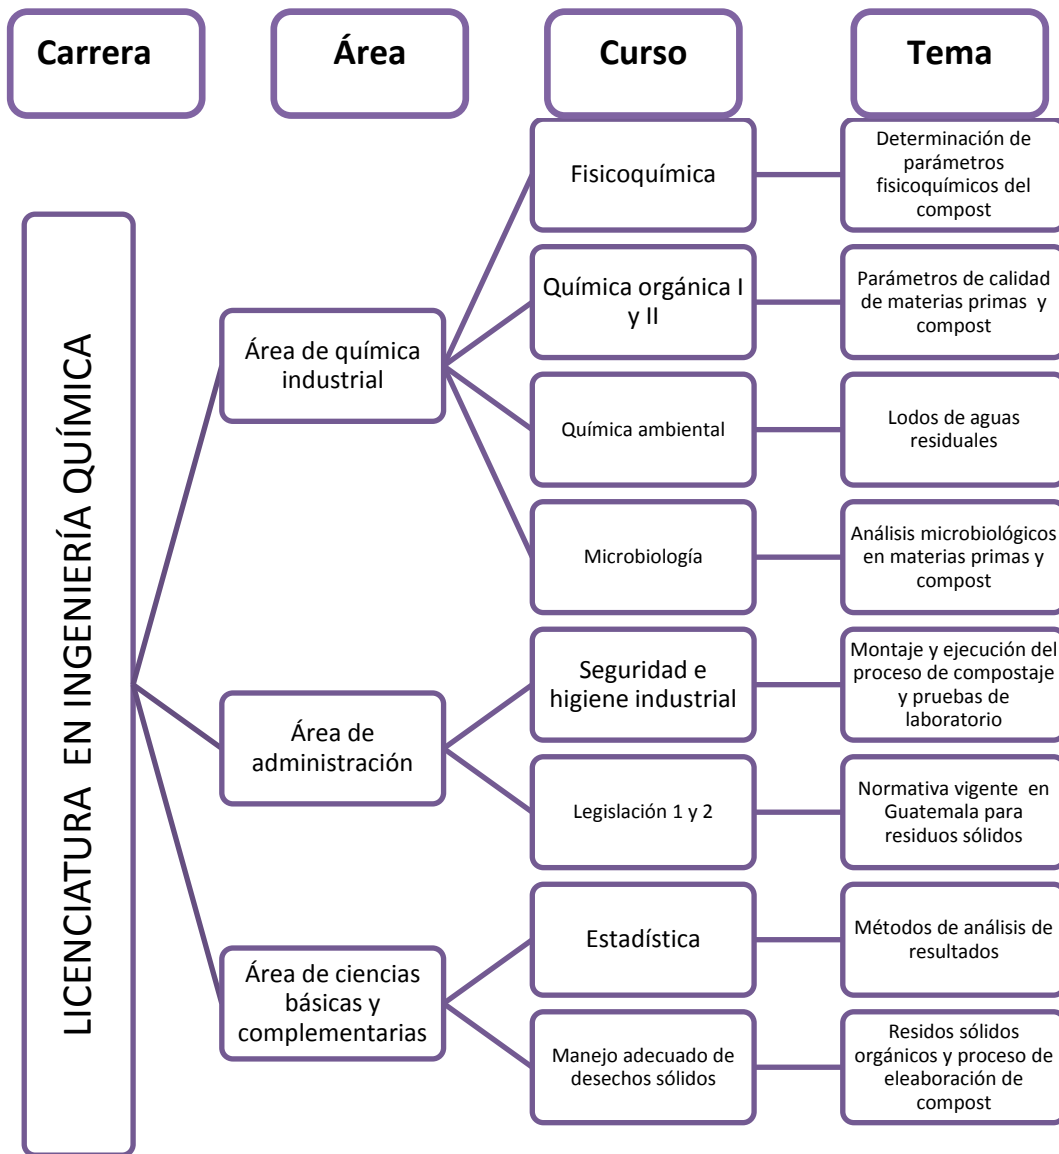 Carrera
Área
Curso
Tema
LICENCIATURA EN INGENIERÍA QUÍMICA
Área de química
industrial
Fisicoquímica
Determinación de
parámetros
fisicoquímicos del
compost
Química orgánica I
y II
Parámetros de calidad
de materias primas y
compost
Química ambiental
Lodos de aguas
residuales
Microbiología
Análisis microbiológicos
en materias primas y
compost
Área de
administración
Seguridad e
higiene industrial
Montaje y ejecución del
proceso de compostaje
y pruebas de
laboratorio
Legislación 1 y 2
Normativa vigente en
Guatemala para
residuos sólidos
Área de ciencias
básicas y
complementarias
Estadística
Métodos de análisis de
resultados
Manejo adecuado de
desechos sólidos
Residos sólidos
orgánicos y proceso de
eleaboración de
compost